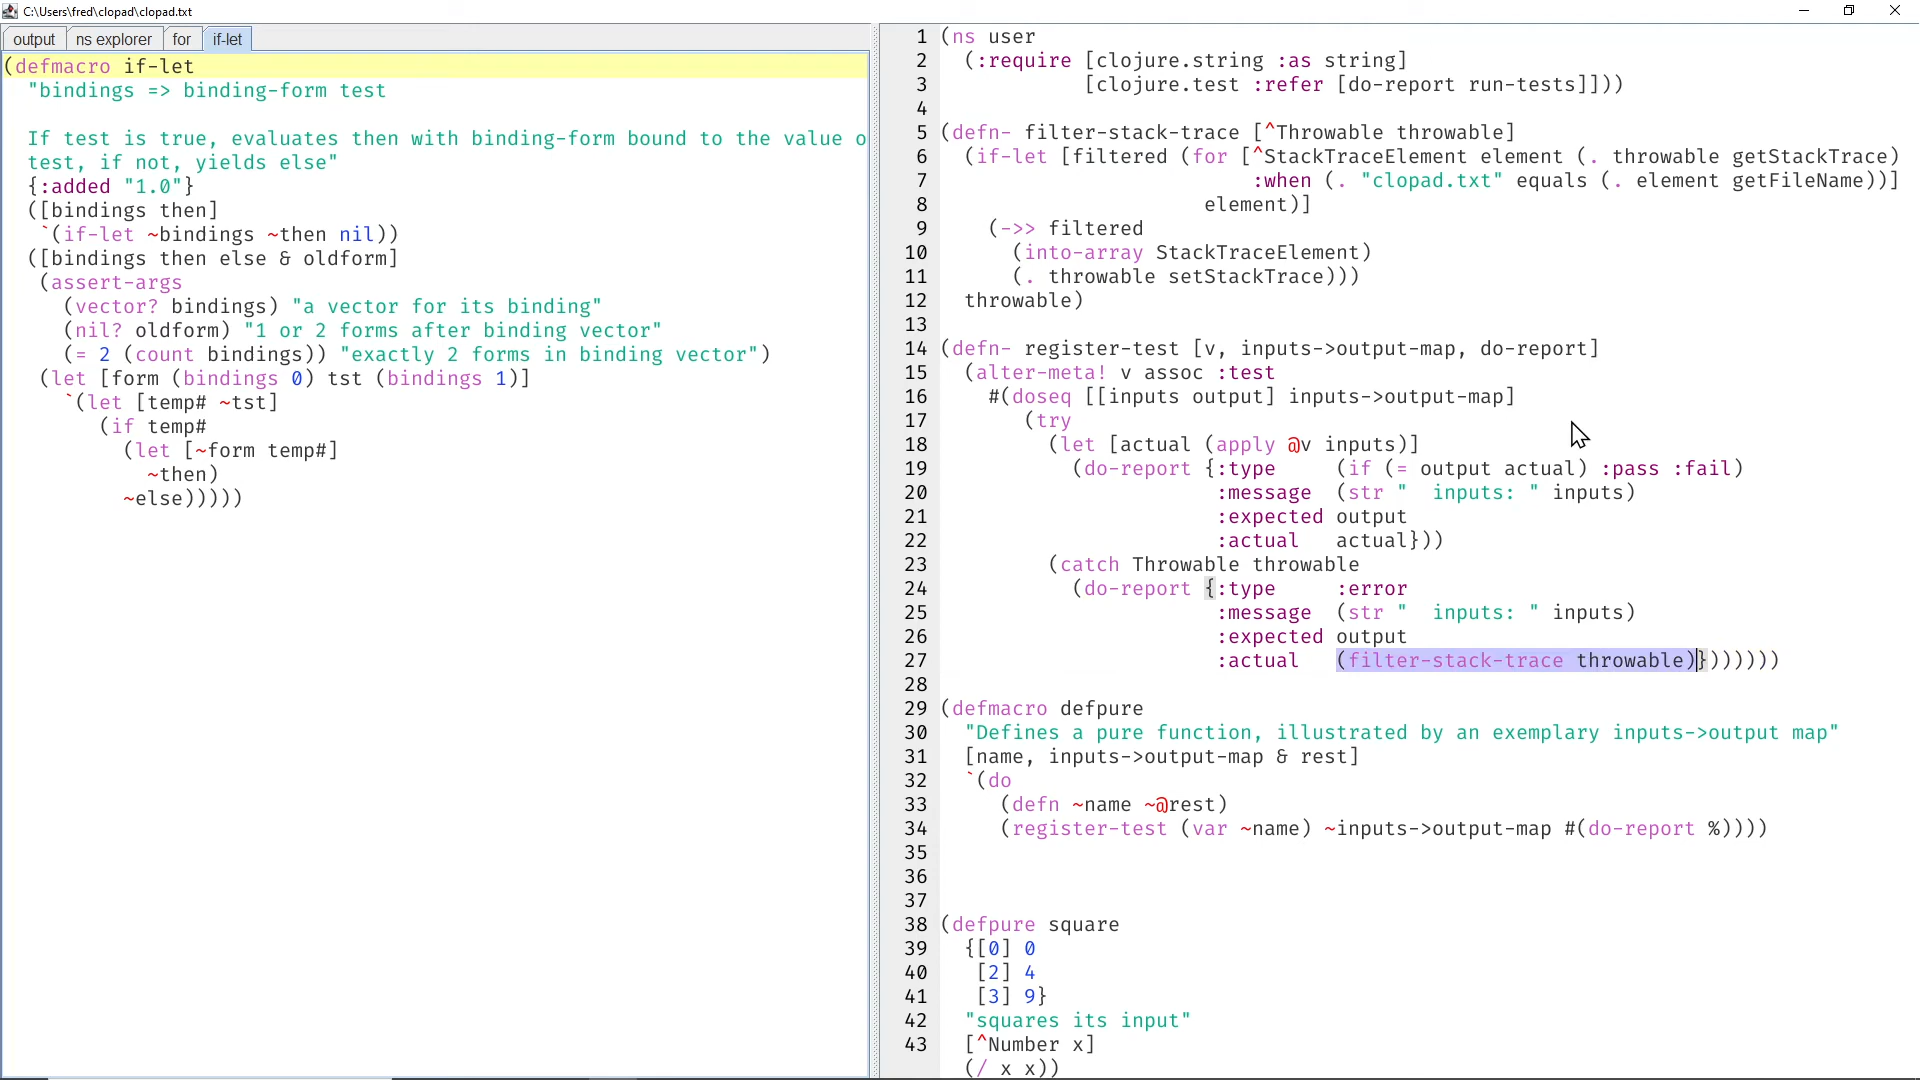 C:\Users\fred\clopad\clopad.txt
output
ns explorer
for
if-let
(defmacro if-let
  "bindings => binding-form test

  If test is true, evaluates then with binding-form bound to the value o
  test, if not, yields else"
  {:added "1.0"}
  ([bindings then]
   `(if-let ~bindings ~then nil))
  ([bindings then else & oldform]
   (assert-args
     (vector? bindings) "a vector for its binding"
     (nil? oldform) "1 or 2 forms after binding vector"
     (= 2 (count bindings)) "exactly 2 forms in binding vector")
   (let [form (bindings 0) tst (bindings 1)]
     `(let [temp# ~tst]
        (if temp#
          (let [~form temp#]
            ~then)
          ~else)))))
1 (ns user
2   (:require [clojure.string :as string]
3             [clojure.test :refer [do-report run-tests]]))
4
5 (defn- filter-stack-trace [^Throwable throwable]
6   (if-let [filtered (for [^StackTraceElement element (. throwable getStackTrace)
7                           :when (. "clopad.txt" equals (. element getFileName))]
8                       element)]
9     (->> filtered
10       (into-array StackTraceElement)
11       (. throwable setStackTrace)))
12   throwable)
13
14 (defn- register-test [v, inputs->output-map, do-report]
15   (alter-meta! v assoc :test
16     #(doseq [[inputs output] inputs->output-map]
17        (try
18          (let [actual (apply @v inputs)]
19            (do-report {:type     (if (= output actual) :pass :fail)
20                        :message  (str "  inputs: " inputs)
21                        :expected output
22                        :actual   actual}))
23          (catch Throwable throwable
24            (do-report {:type     :error
25                        :message  (str "  inputs: " inputs)
26                        :expected output
27                        :actual   (filter-stack-trace throwable)}))))))
28
29 (defmacro defpure
30   "Defines a pure function, illustrated by an exemplary inputs->output map"
31   [name, inputs->output-map & rest]
32   `(do
33      (defn ~name ~@rest)
34      (register-test (var ~name) ~inputs->output-map #(do-report %))))
35
36
37
38 (defpure square
39   {[0] 0
40    [2] 4
41    [3] 9}
42   "squares its input"
43   [^Number x]
  (/ x x))